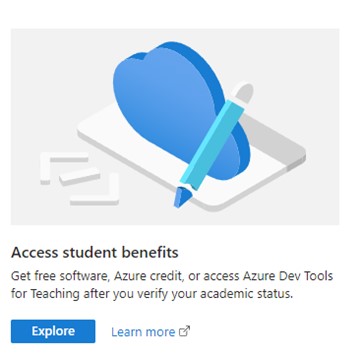 Access student benefits
Get free software, Azure credit, or access Azure Dev Tools
for Teaching after you verify your academic status.
Explore
Learn more